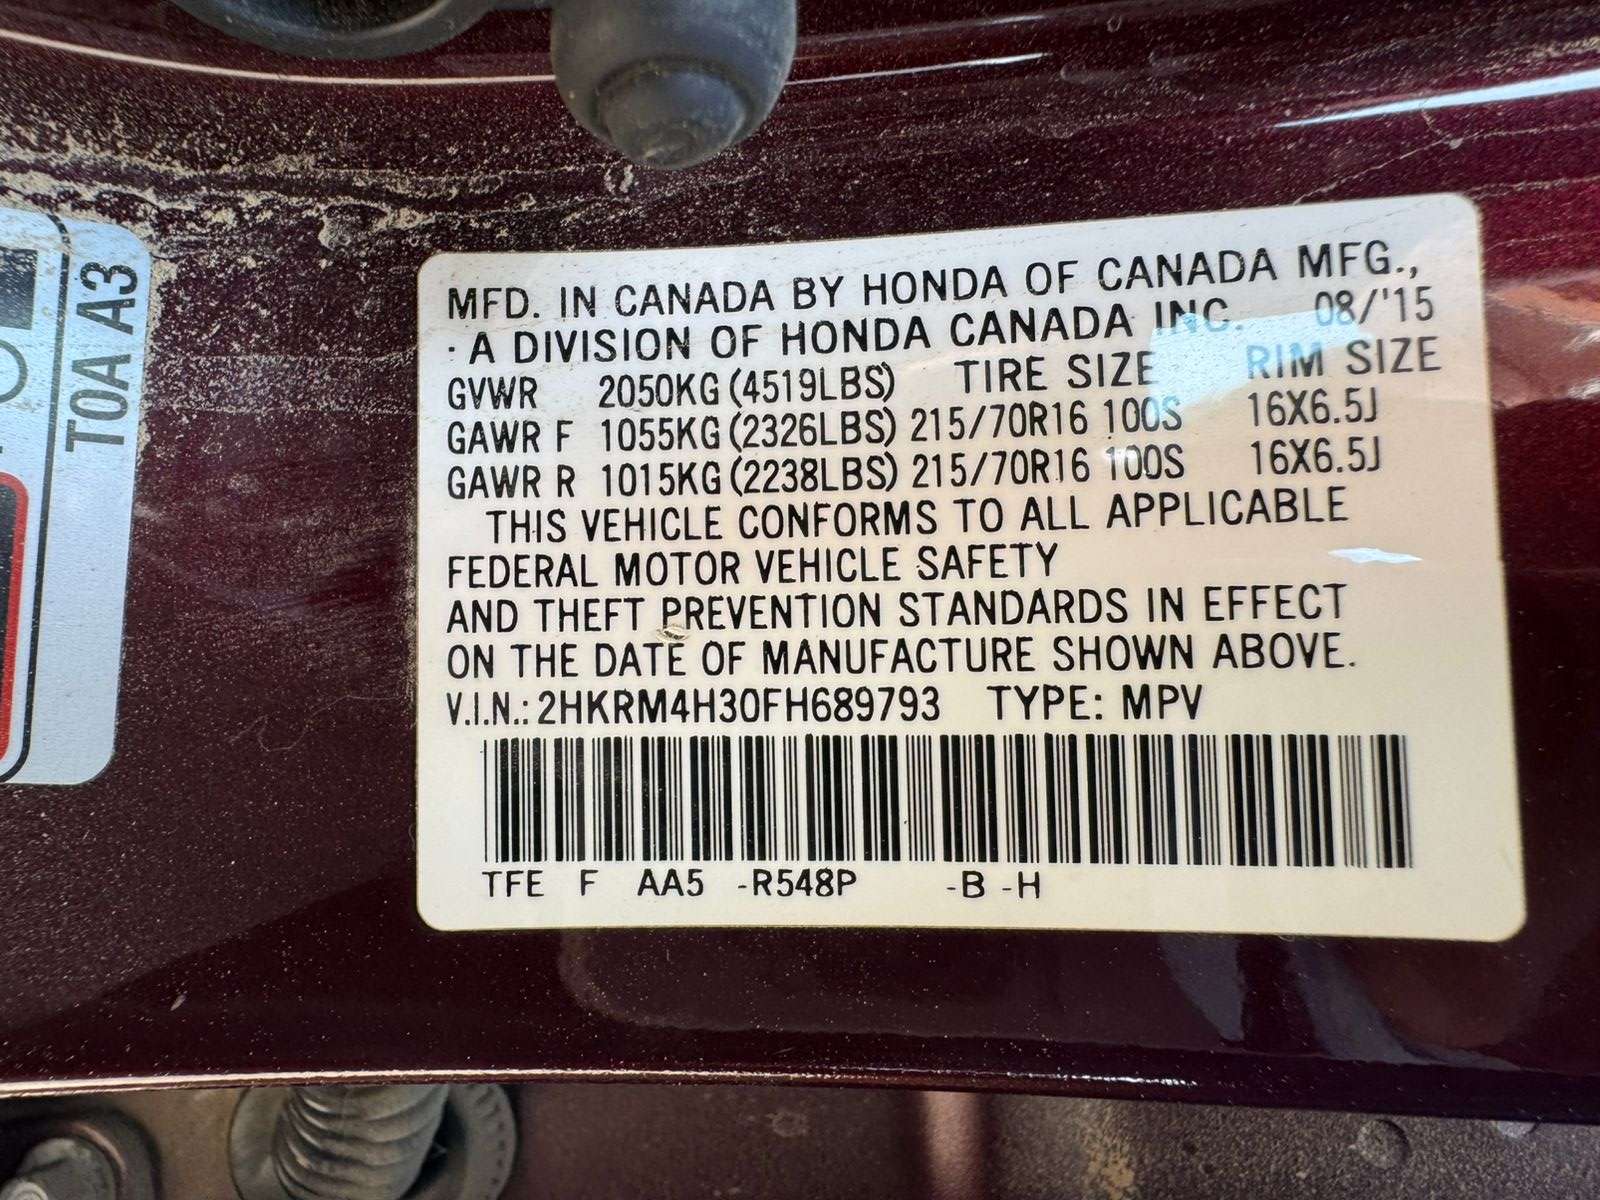 T0A A3
MFD. IN CANADA BY HONDA OF CANADA MFG.,
· A DIVISION OF HONDA CANADA INC. 08/'15
GVWR 2050KG (4519LBS) TIRE SIZE RIM SIZE
GAWR F 1055KG (2326LBS) 215/70R16 100S 16X6.5J
GAWR R 1015KG (2238LBS) 215/70R16 100S 16X6.5J
THIS VEHICLE CONFORMS TO ALL APPLICABLE
FEDERAL MOTOR VEHICLE SAFETY
AND THEFT PREVENTION STANDARDS IN EFFECT
ON THE DATE OF MANUFACTURE SHOWN ABOVE.
V.I.N.: 2HKRM4H30FH689793 TYPE: MPV
TFE F AA5 -R548P -B -H